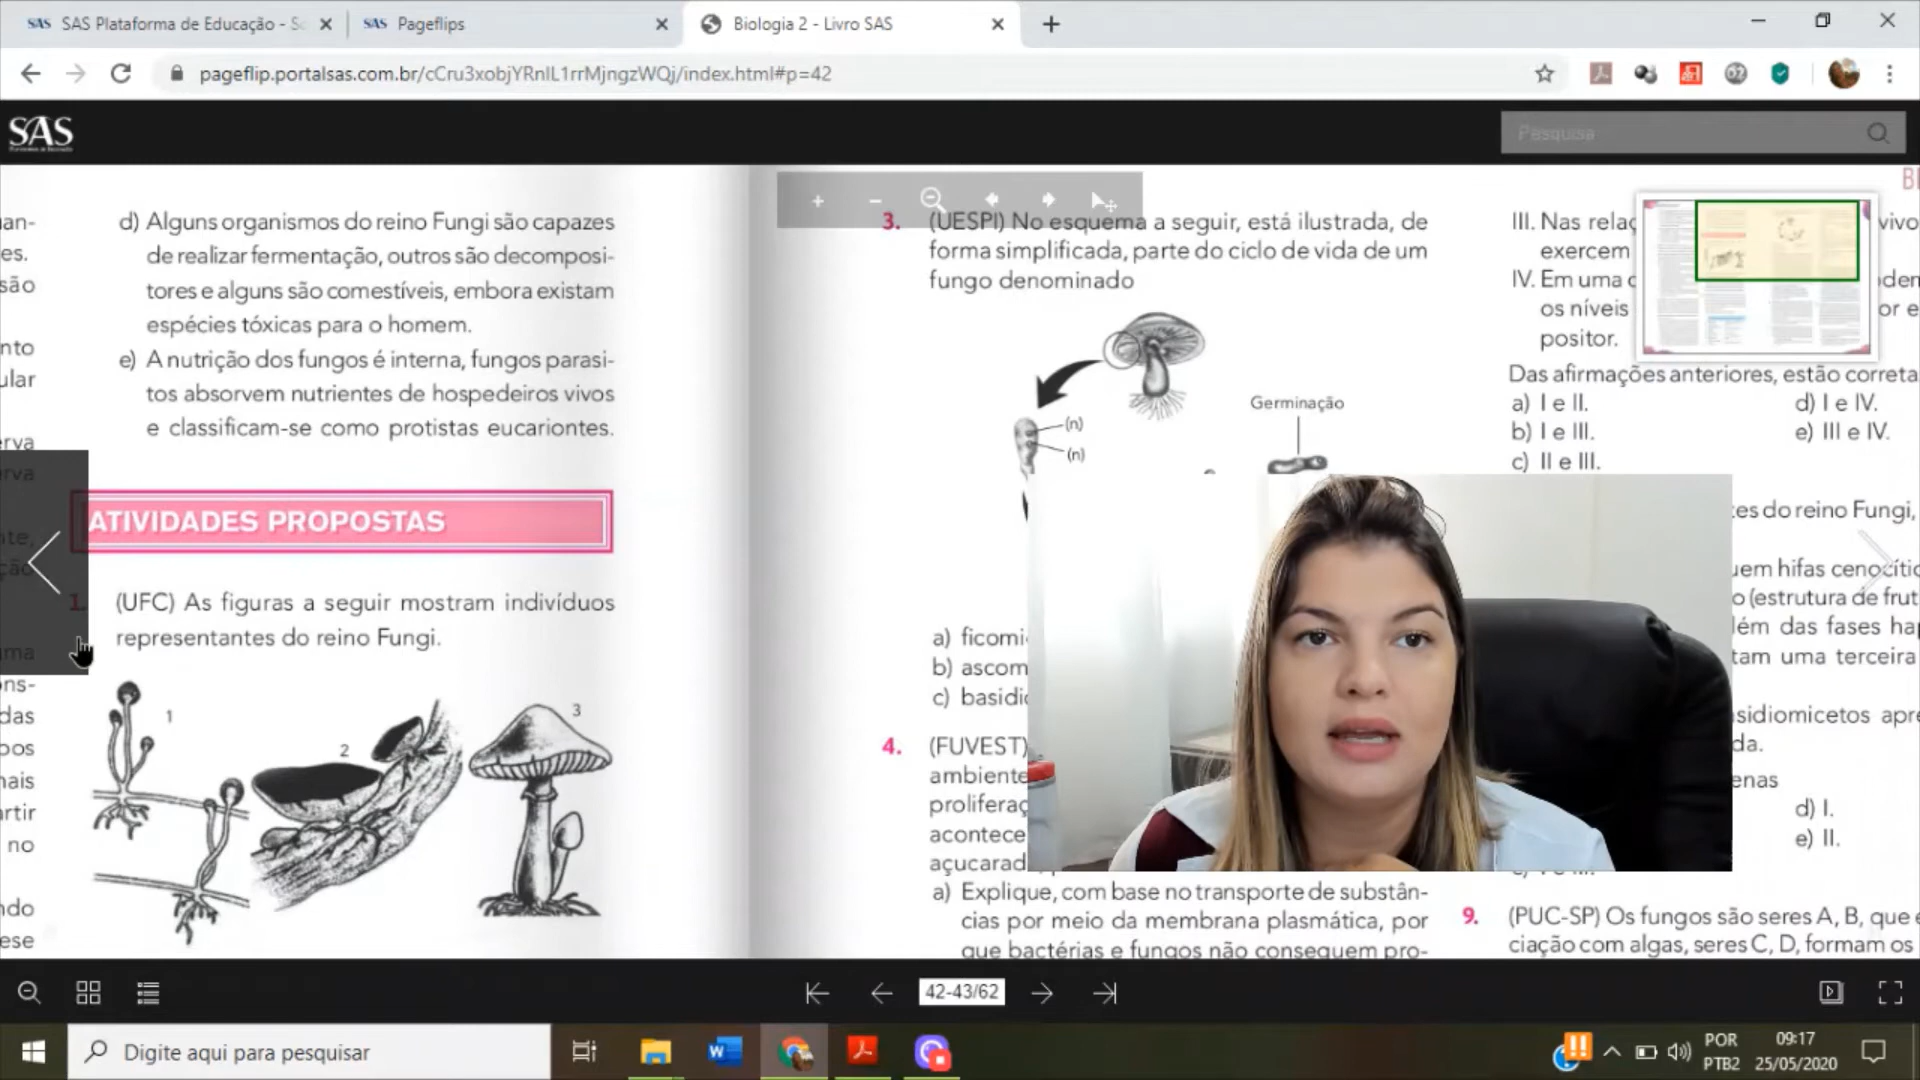 SAS Plataforma de Educação - S
Pageflips
Biologia 2 - Livro SAS
pageflip.portalsas.com.br/cCru3xobjYRnIL1rrMjngzWQj/index.html#p=42
SAS
Pesquisa
d) Alguns organismos do reino Fungi são capazes
de realizar fermentação, outros são decomposi-
tores e alguns são comestíveis, embora existam
espécies tóxicas para o homem.
e) A nutrição dos fungos é interna, fungos parasi-
tos absorvem nutrientes de hospedeiros vivos
e classificam-se como protistas eucariontes.
ATIVIDADES PROPOSTAS
1. (UFC) As figuras a seguir mostram indivíduos
representantes do reino Fungi.
1
2
3
3. (UESPI) No esquema a seguir, está ilustrada, de
forma simplificada, parte do ciclo de vida de um
fungo denominado
Germinação
(n)
(n)
a) ficomi
b) ascom
c) basidi
4. (FUVEST)
ambiente
proliferaç
acontece
açucarad
a) Explique, com base no transporte de substân-
cias por meio da membrana plasmática, por
que bactérias e fungos não conseguem pro-
III. Nas relaç
vivo
exercem
IV. Em uma c
os níveis
or e
positor.
Das afirmações anteriores, estão correta
a) I e II.
d) I e IV.
b) I e III.
e) III e IV.
c) II e III.
es do reino Fungi,
uem hifas cenocític
o (estrutura de frut
lém das fases hap
tam uma terceira
sidiomicetos apre
da.
enas
d) I.
e) II.
9. (PUC-SP) Os fungos são seres A, B, que e
ciação com algas, seres C, D, formam os
42-43/62
Digite aqui para pesquisar
POR
PTB2
09:17
25/05/2020